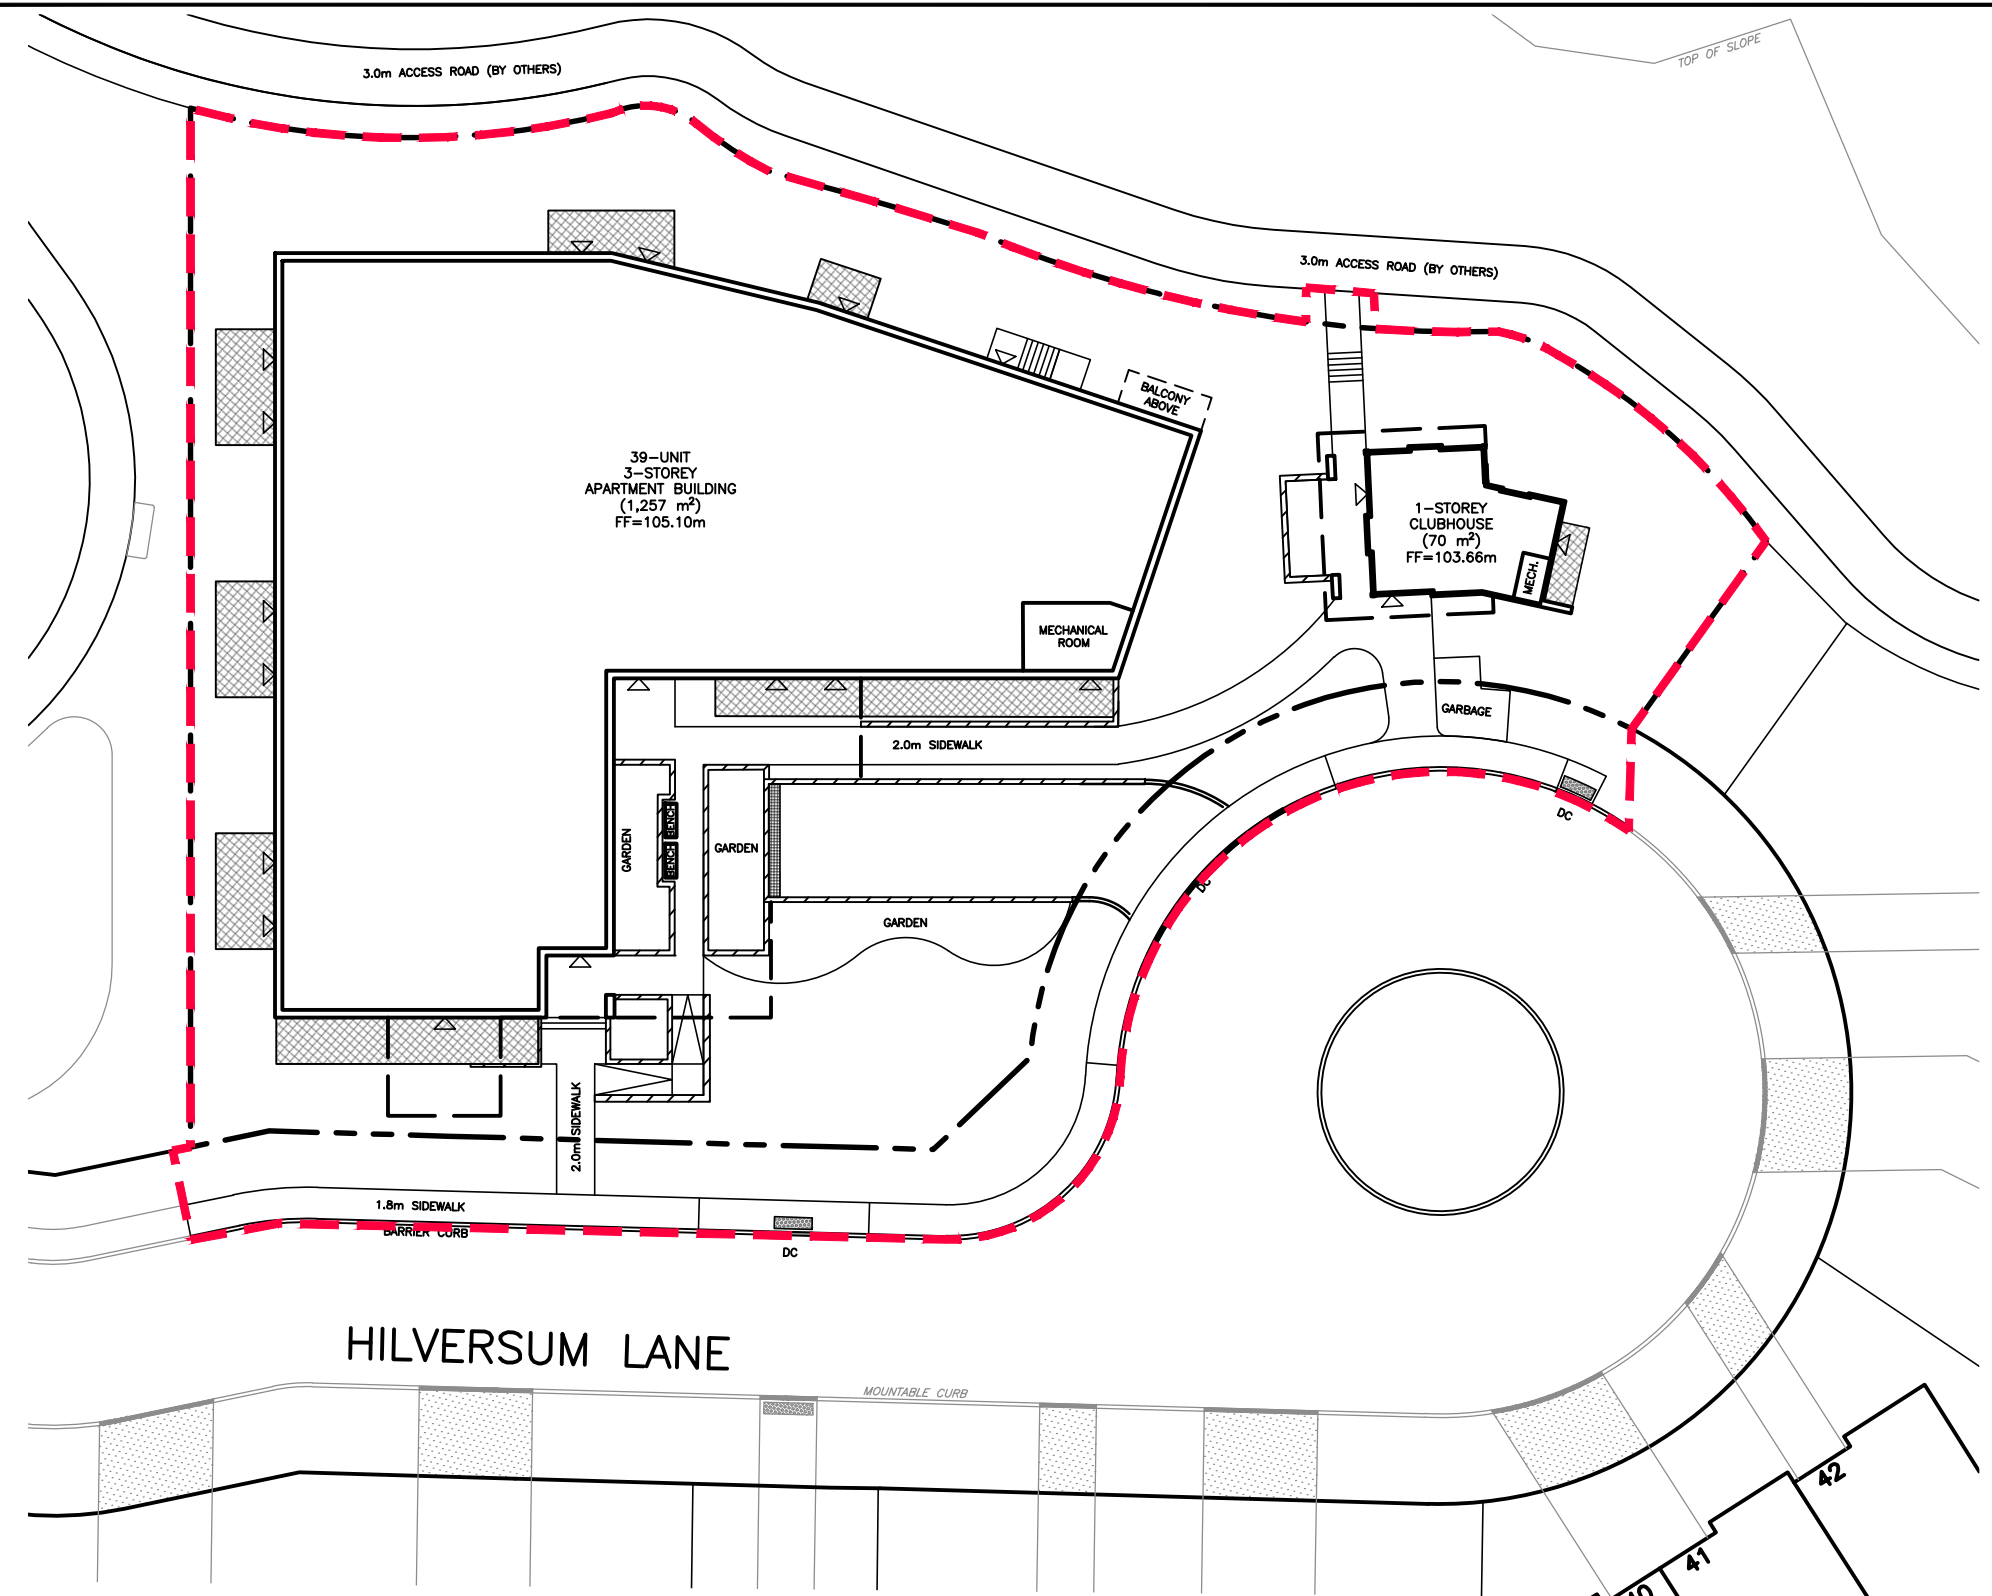 3.0m ACCESS ROAD (BY OTHERS)
TOP OF SLOPE
3.0m ACCESS ROAD (BY OTHERS)
BALCONY
ABOVE
39-UNIT
3-STOREY
APARTMENT BUILDING
(1,257 m²)
FF=105.10m
1-STOREY
CLUBHOUSE
(70 m²)
FF=103.66m
MECH.
MECHANICAL
ROOM
GARBAGE
2.0m SIDEWALK
DC
BENCH
BENCH
GARDEN
GARDEN
DC
GARDEN
2.0m SIDEWALK
1.8m SIDEWALK
BARRIER CURB
DC
HILVERSUM LANE
MOUNTABLE CURB
42
41